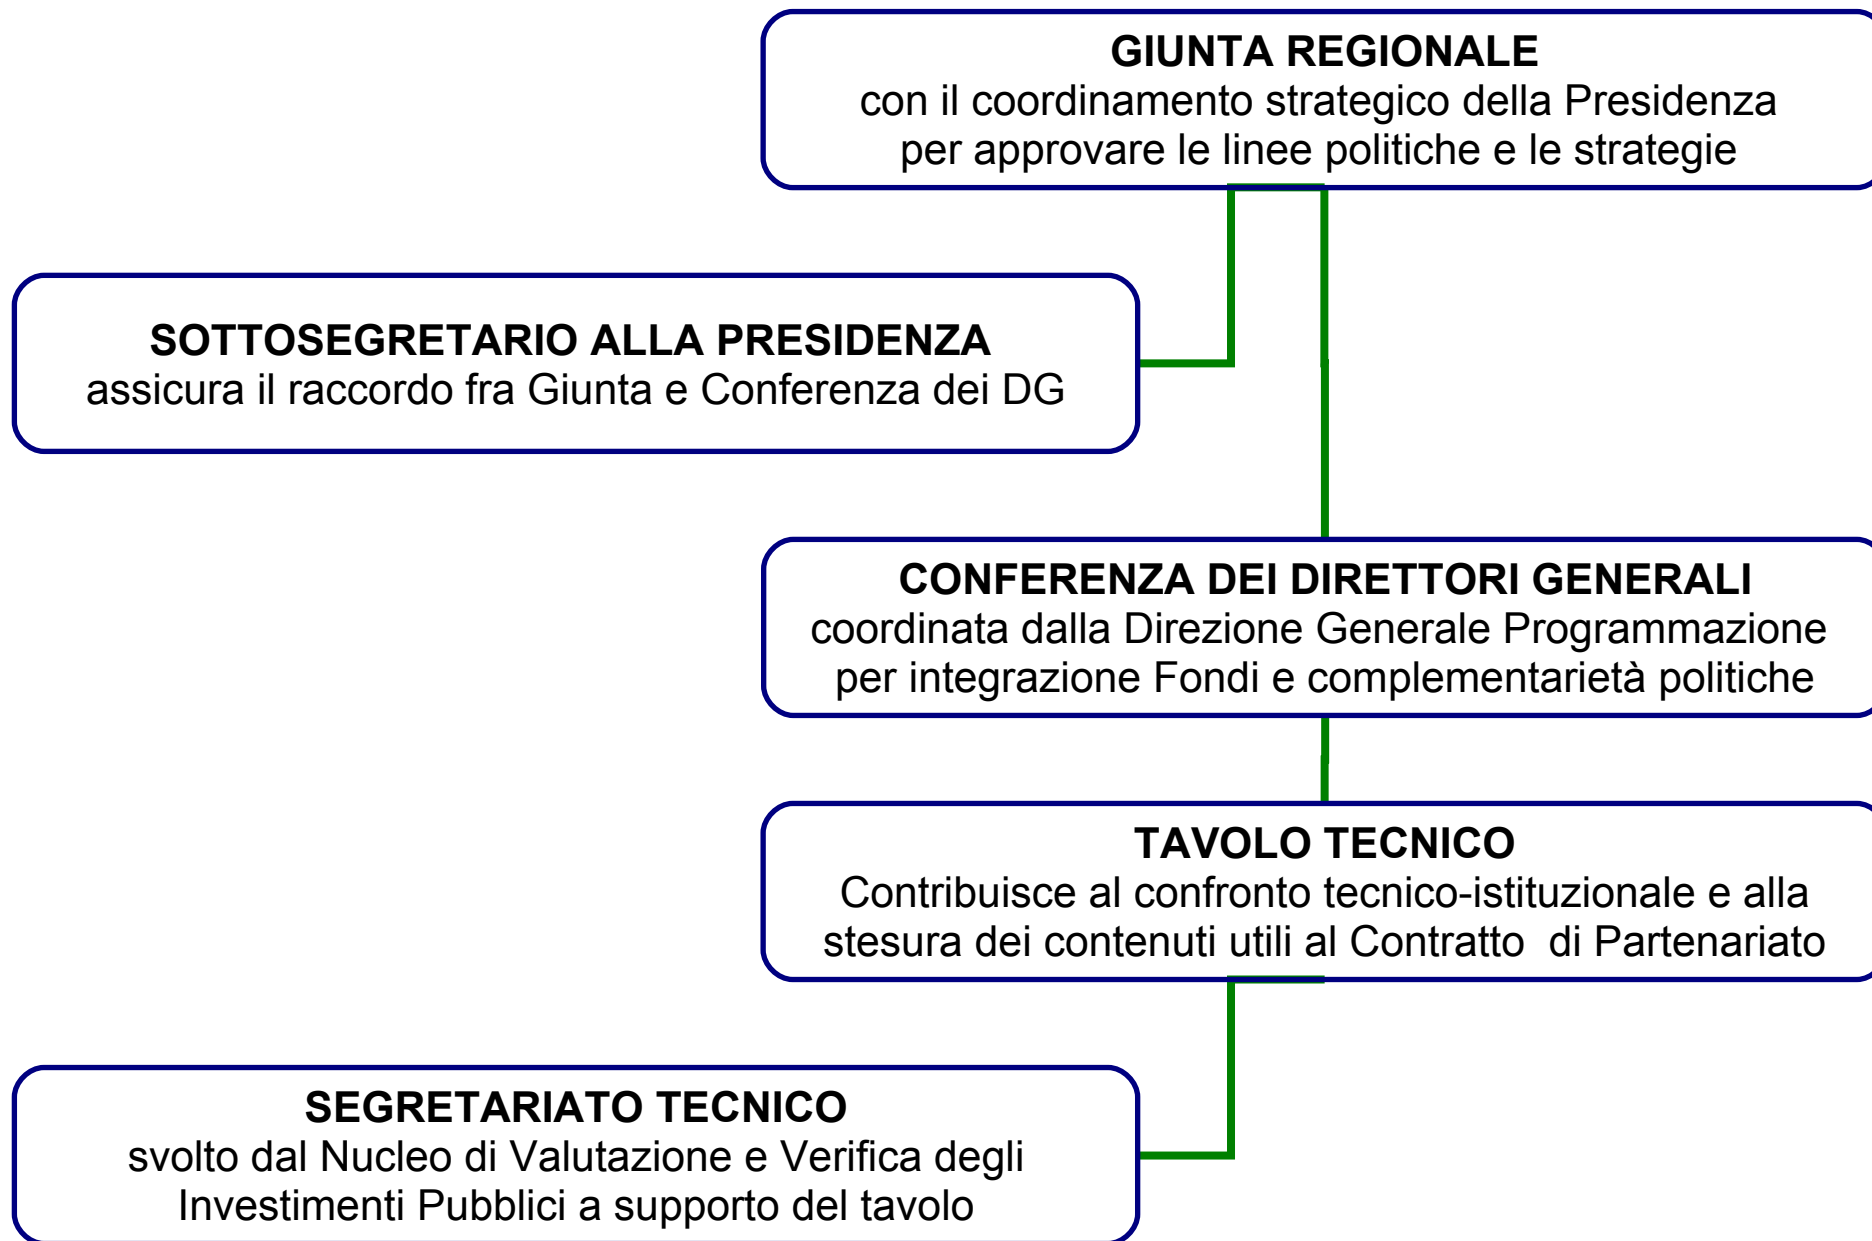 GIUNTA REGIONALE
con il coordinamento strategico della Presidenza
per approvare le linee politiche e le strategie
SOTTOSEGRETARIO ALLA PRESIDENZA
assicura il raccordo fra Giunta e Conferenza dei DG
CONFERENZA DEI DIRETTORI GENERALI
coordinata dalla Direzione Generale Programmazione
per integrazione Fondi e complementarietà politiche
TAVOLO TECNICO
Contribuisce al confronto tecnico-istituzionale e alla
stesura dei contenuti utili al Contratto  di Partenariato
SEGRETARIATO TECNICO
svolto dal Nucleo di Valutazione e Verifica degli
Investimenti Pubblici a supporto del tavolo